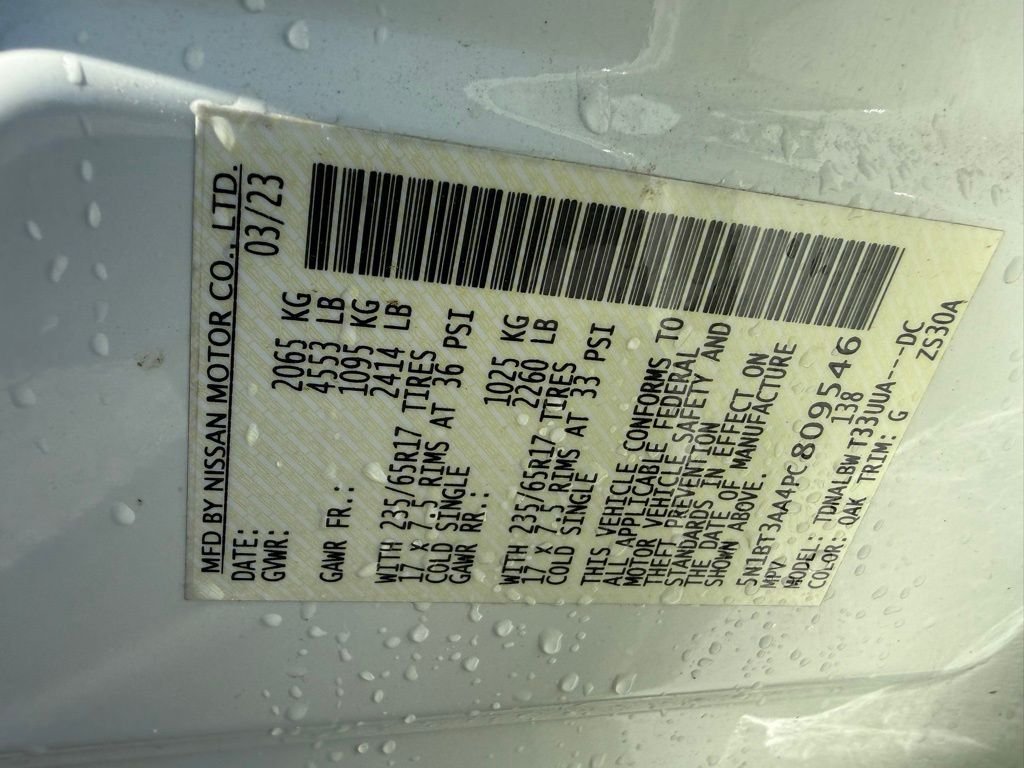 MFD BY NISSAN MOTOR CO., LTD.
DATE: 03/23
GVWR: 2065 KG
4553 LB
GAWR FR.: 1095 KG
2414 LB
WITH 235/65R17 TIRES
17 x 7.5 RIMS AT 36 PSI
COLD SINGLE
GAWR RR.: 1025 KG
2260 LB
WITH 235/65R17 TIRES
17 x 7.5 RIMS AT 33 PSI
COLD SINGLE
THIS VEHICLE CONFORMS TO
ALL APPLICABLE FEDERAL
MOTOR VEHICLE SAFETY AND
THEFT PREVENTION
STANDARDS IN EFFECT ON
THE DATE OF MANUFACTURE
SHOWN ABOVE.
5N1BT3AA4PC809546
MPV 138
MODEL: TDNALBW T33UUA---DC
COLOR: QAK TRIM: G ZS30A